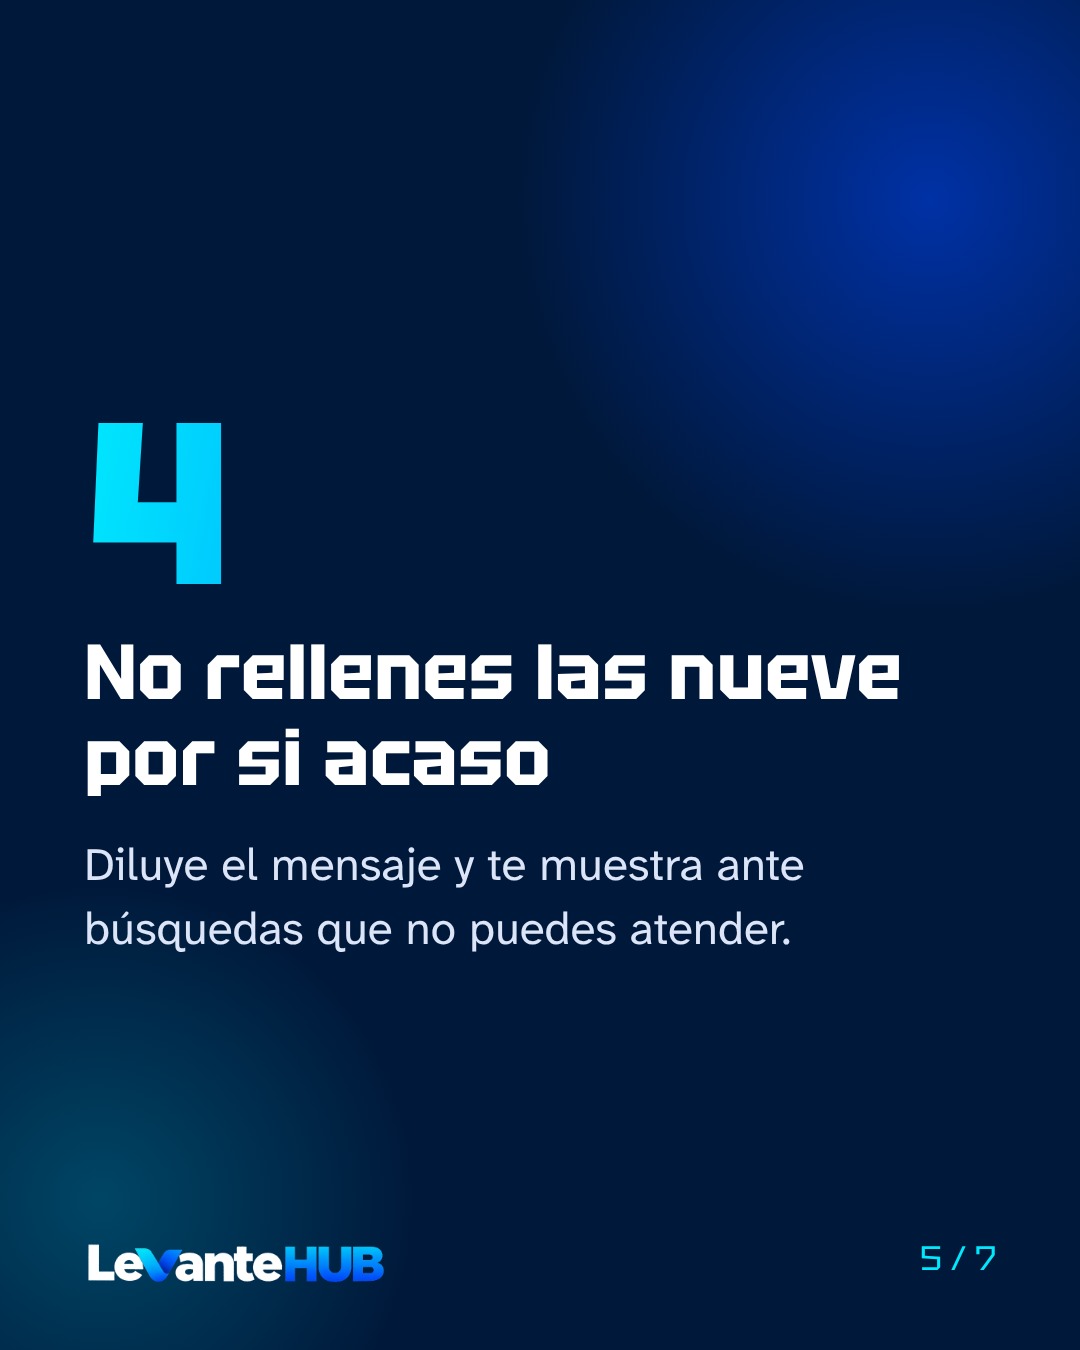 4
No rellenes las nueve
por si acaso
Diluye el mensaje y te muestra ante
búsquedas que no puedes atender.
LevanteHUB
5 / 7